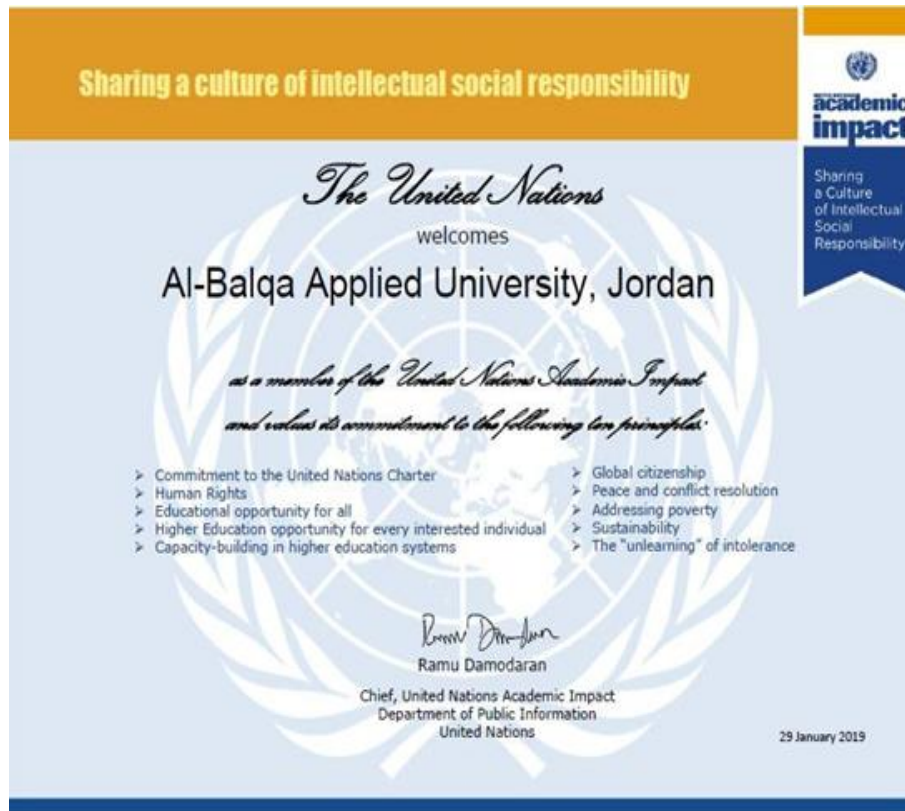 Sharing a culture of intellectual social responsibility
academic
impact
Sharing
a Culture
of Intellectual
Social
Responsibility
The United Nations
welcomes
Al-Balqa Applied University, Jordan
as a member of the United Nations Academic Impact
and values its commitment to the following ten principles:
➢ Commitment to the United Nations Charter
➢ Human Rights
➢ Educational opportunity for all
➢ Higher Education opportunity for every interested individual
➢ Capacity-building in higher education systems
➢ Global citizenship
➢ Peace and conflict resolution
➢ Addressing poverty
➢ Sustainability
➢ The "unlearning" of intolerance
Ramu Damodaran
Chief, United Nations Academic Impact
Department of Public Information
United Nations
29 January 2019